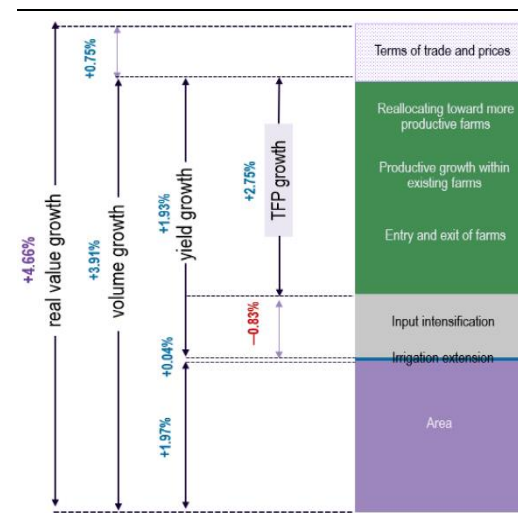 +4.66%
real value growth
+0.75%
+3.91%
volume growth
+1.93%
yield growth
+0.04%
+1.97%
+2.75%
TFP growth
—0.83%
Terms of trade and prices
Reallocating toward more
productive farms
Productive growth within
existing farms
Entry and exit of farms
Input intensification
Irrigation extension
Area